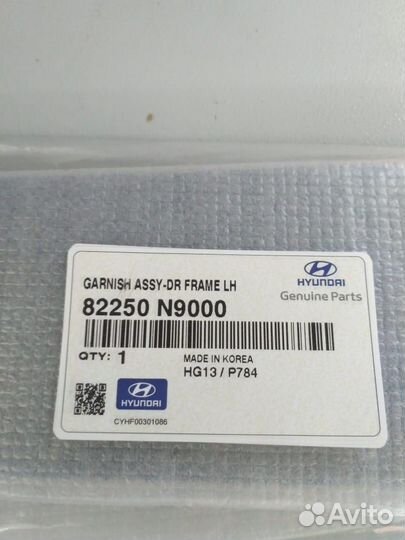 GARNISH ASSY-DR FRAME LH
82250 N9000
HYUNDAI
Genuine Parts
QTY: 1
MADE IN KOREA
HG13 / P784
HYUNDAI
CYHF00301086
Avito